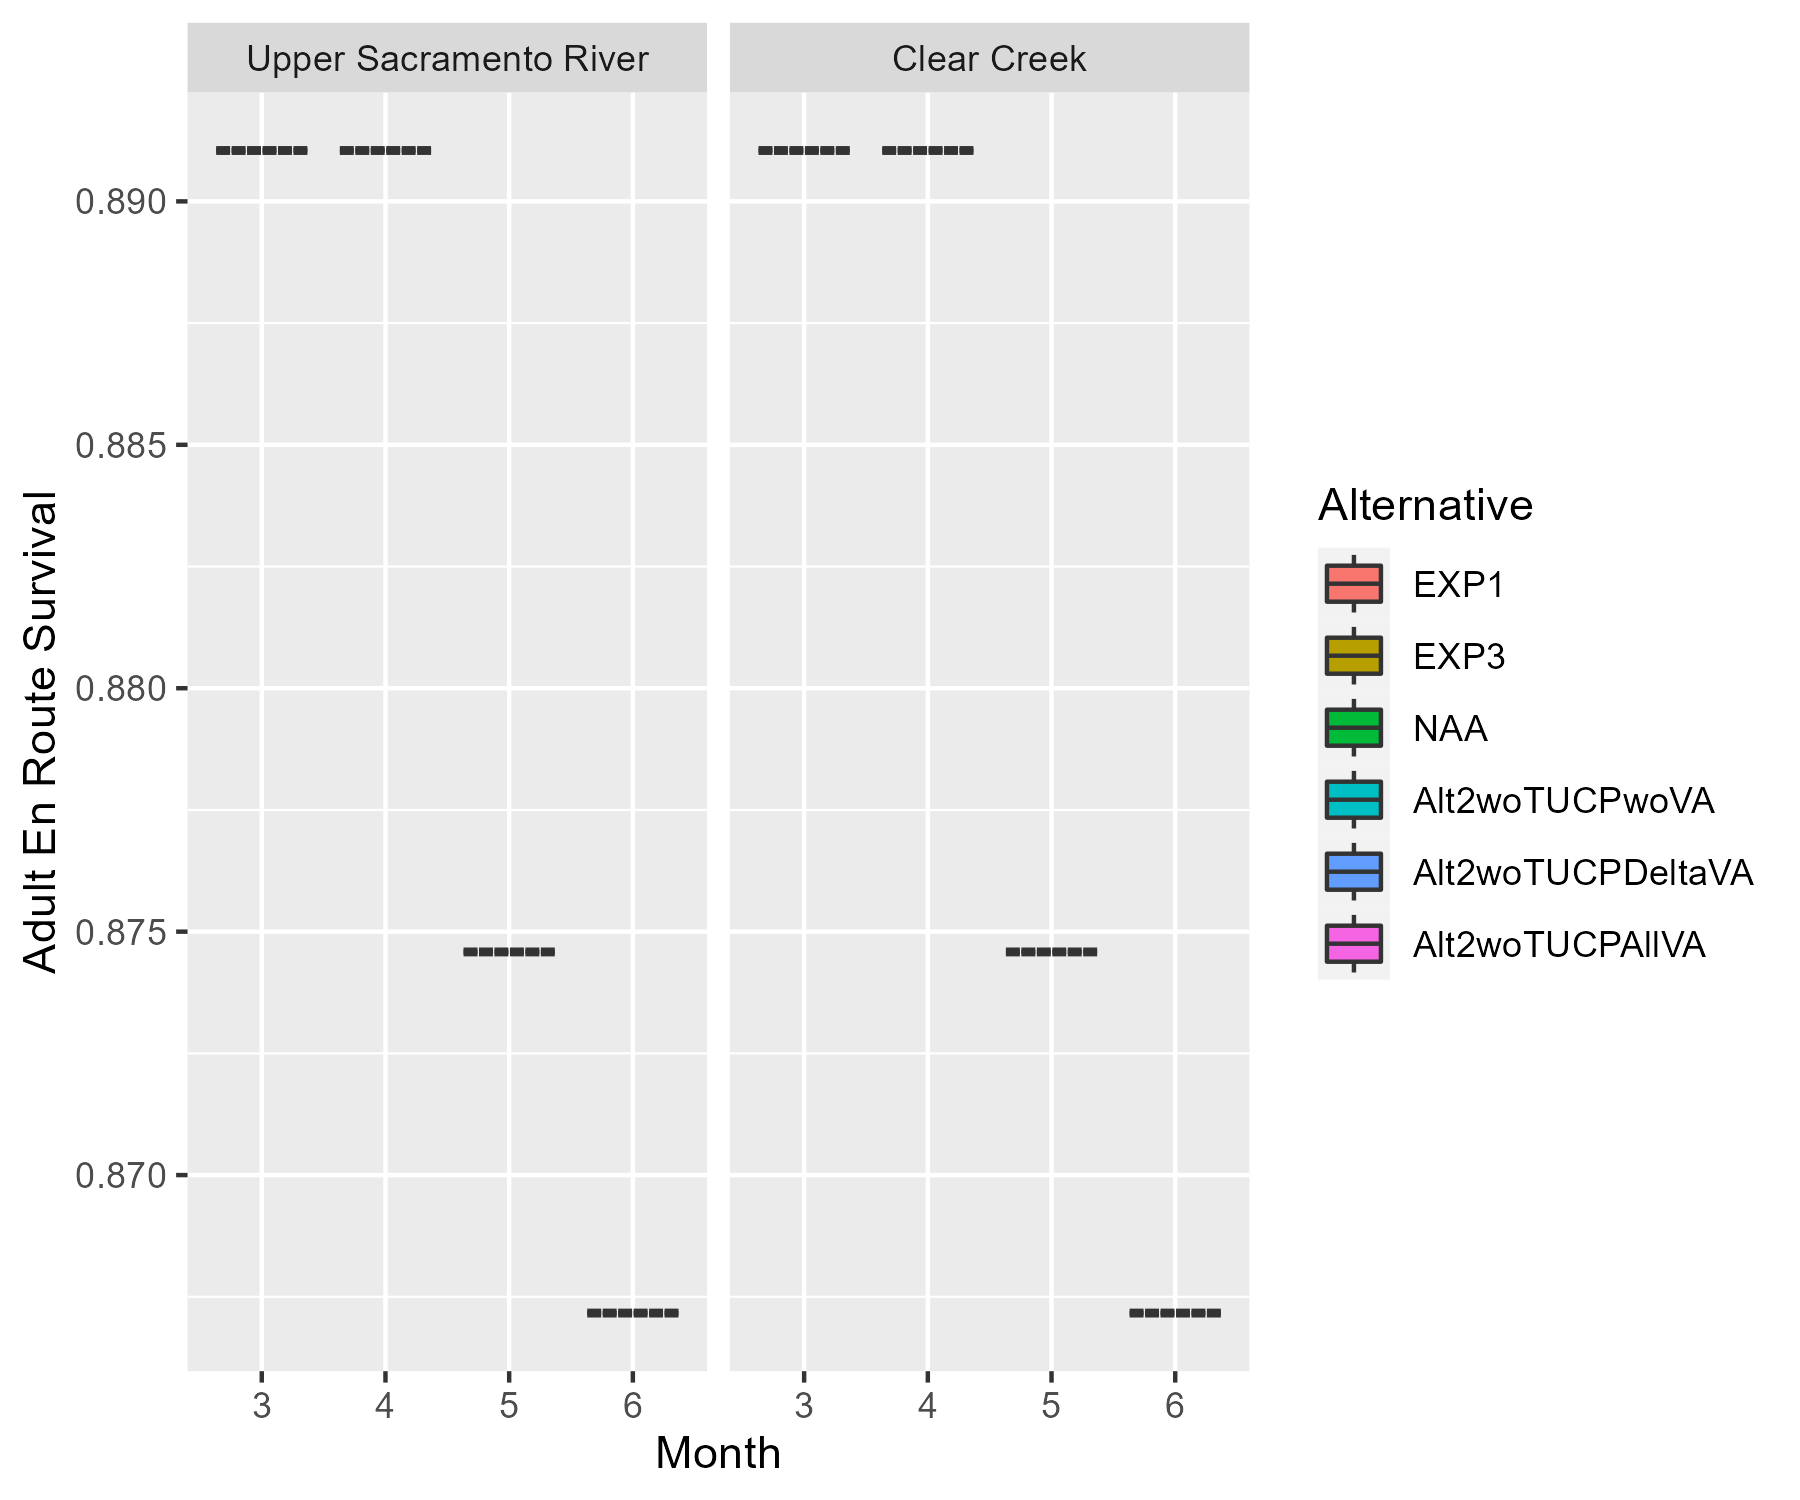 Upper Sacramento River
Clear Creek
0.890
0.885
0.880
0.875
0.870
Adult En Route Survival
3 4 5 6
3 4 5 6
Month
Alternative
EXP1
EXP3
NAA
Alt2woTUCPwoVA
Alt2woTUCPDeltaVA
Alt2woTUCPAllVA